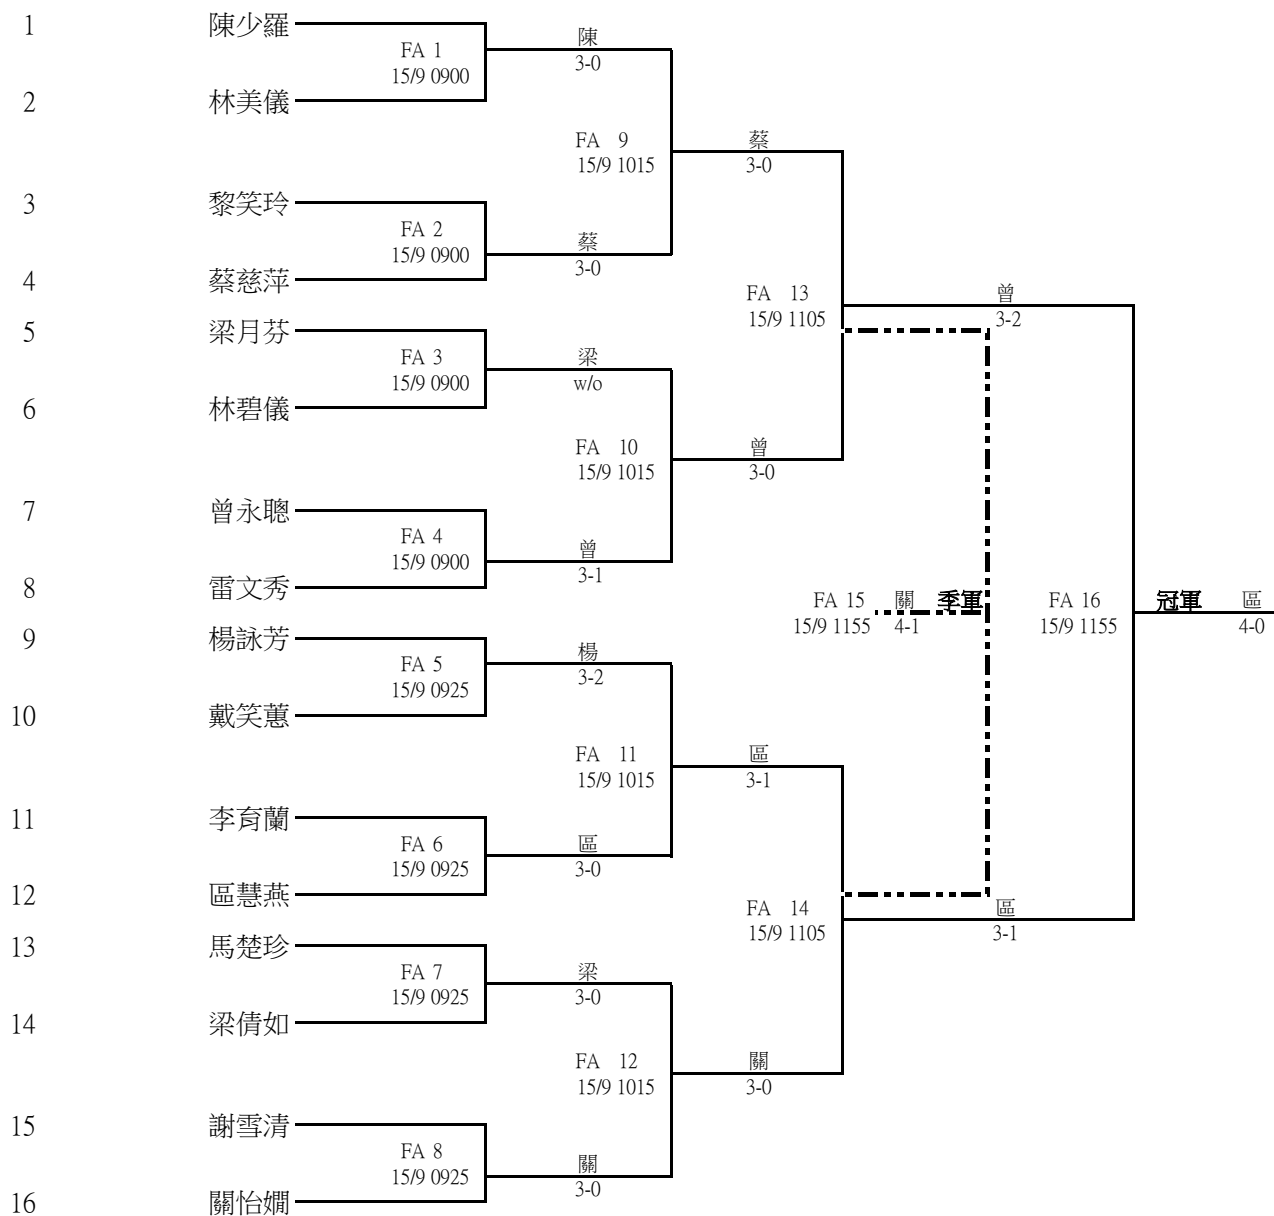 1 陳少羅
FA 1
15/9 0900
陳
3-0
2 林美儀
FA 9
15/9 1015
蔡
3-0
3 黎笑玲
FA 2
15/9 0900
蔡
3-0
4 蔡慈萍
FA 13
15/9 1105
曾
3-2
5 梁月芬
FA 3
15/9 0900
梁
w/o
6 林碧儀
FA 10
15/9 1015
曾
3-0
7 曾永聰
FA 4
15/9 0900
曾
3-1
8 雷文秀
FA 15 關 季軍
15/9 1155 4-1
FA 16 冠軍 區
15/9 1155 4-0
9 楊詠芳
FA 5
15/9 0925
楊
3-2
10 戴笑蕙
FA 11
15/9 1015
區
3-1
11 李育蘭
FA 6
15/9 0925
區
3-0
12 區慧燕
FA 14
15/9 1105
區
3-1
13 馬楚珍
FA 7
15/9 0925
梁
3-0
14 梁倩如
FA 12
15/9 1015
關
3-0
15 謝雪清
FA 8
15/9 0925
關
3-0
16 關怡嫺